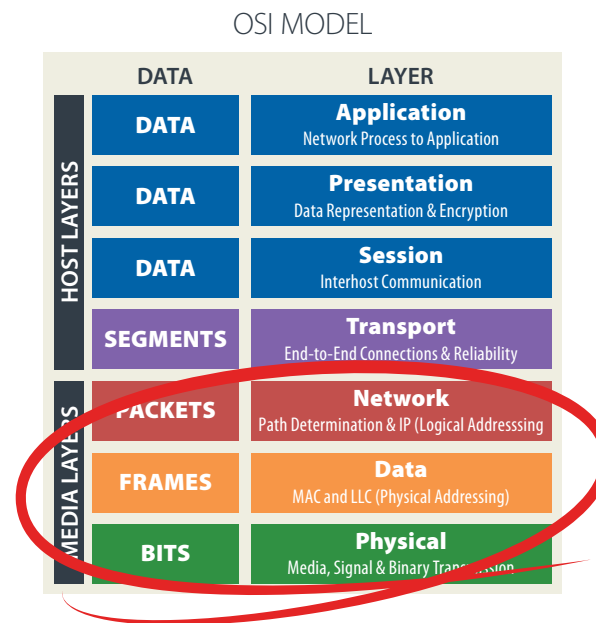 OSI MODEL
DATA LAYER
HOST LAYERS
DATA Application
Network Process to Application
DATA Presentation
Data Representation & Encryption
DATA Session
Interhost Communication
SEGMENTS Transport
End-to-End Connections & Reliability
MEDIA LAYERS
PACKETS Network
Path Determination & IP (Logical Addresssing
FRAMES Data
MAC and LLC (Physical Addressing)
BITS Physical
Media, Signal & Binary Transmission